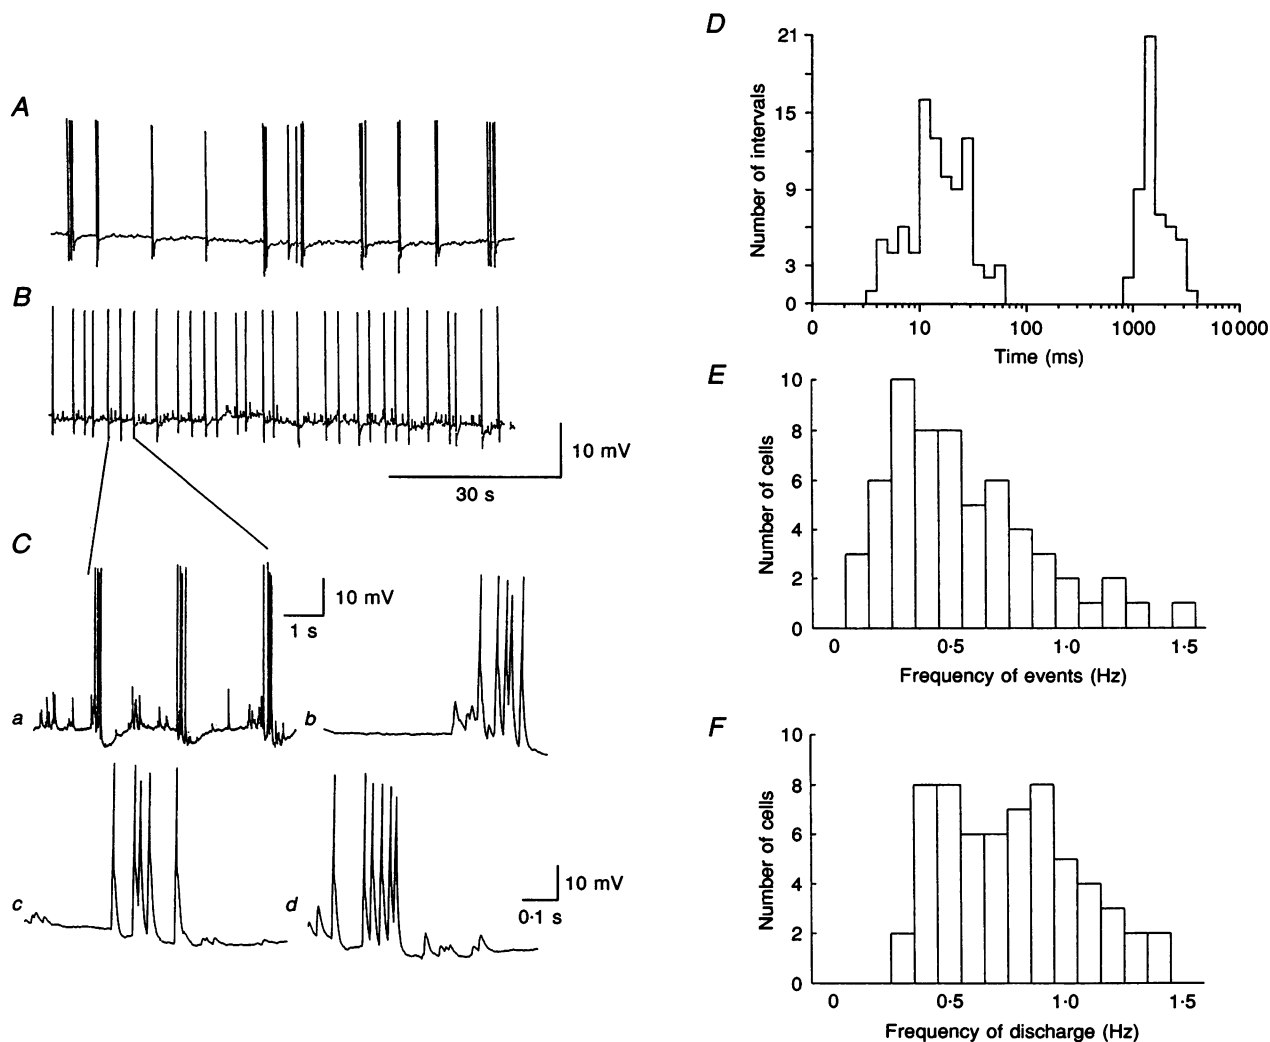 A
B
10 mV
30 s
C
10 mV
1 s
a
b
c
d
10 mV
0·1 s
D
Number of intervals
21
15
9
3
0
0 10 100 1000 10000
Time (ms)
E
Number of cells
10
8
6
4
2
0
0 0·5 1·0 1·5
Frequency of events (Hz)
F
Number of cells
10
8
6
4
2
0
0 0·5 1·0 1·5
Frequency of discharge (Hz)